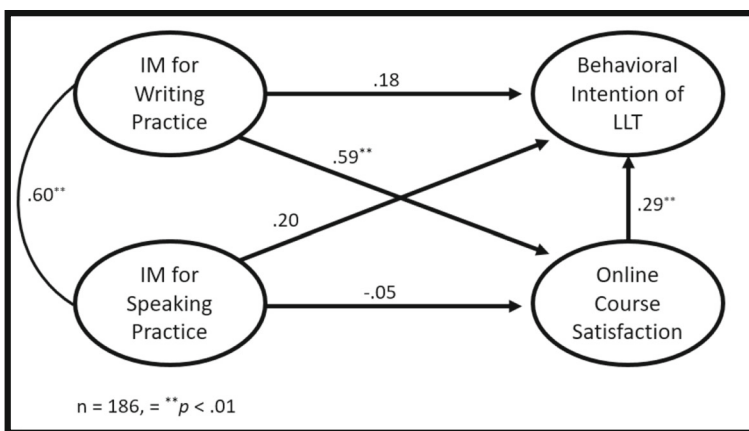 IM for
Writing
Practice
Behavioral
Intention of
LLT
.18
.59**
.60**
.20
.29**
IM for
Speaking
Practice
-.05
Online
Course
Satisfaction
n = 186, = **p < .01